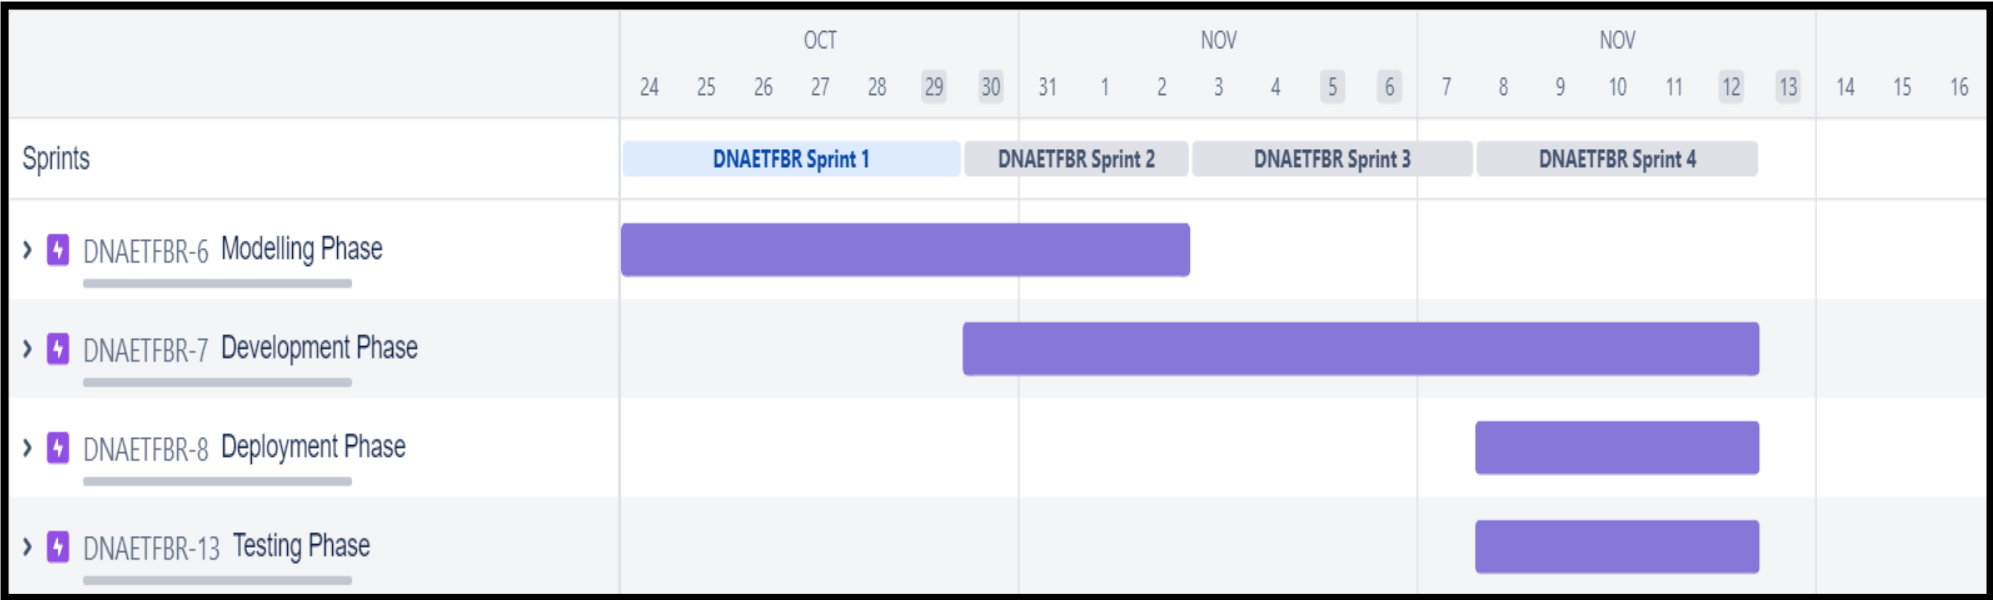 OCT NOV NOV
24 25 26 27 28 29 30 31 1 2 3 4 5 6 7 8 9 10 11 12 13 14 15 16
Sprints DNAETFBR Sprint 1 DNAETFBR Sprint 2 DNAETFBR Sprint 3 DNAETFBR Sprint 4
DNAETFBR-6 Modelling Phase
DNAETFBR-7 Development Phase
DNAETFBR-8 Deployment Phase
DNAETFBR-13 Testing Phase